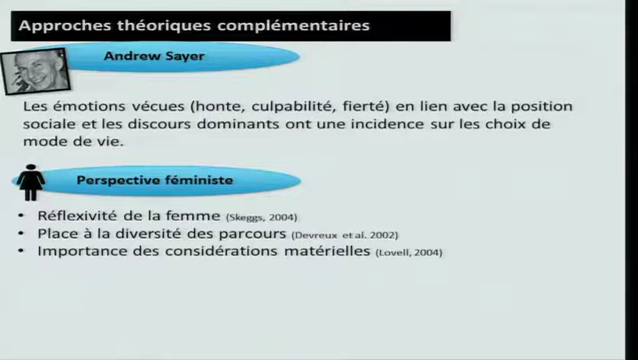 Approches théoriques complémentaires
Andrew Sayer
Les émotions vécues (honte, culpabilité, fierté) en lien avec la position
sociale et les discours dominants ont une incidence sur les choix de
mode de vie.
Perspective féministe
• Réflexivité de la femme (Skeggs, 2004)
• Place à la diversité des parcours (Devreux et al. 2002)
• Importance des considérations matérielles (Lovell, 2004)